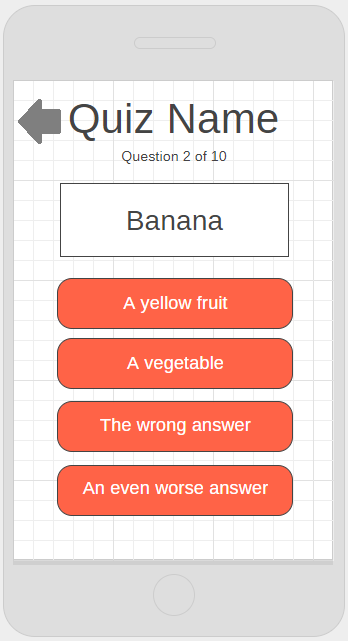 Quiz Name
Question 2 of 10
Banana
A yellow fruit
A vegetable
The wrong answer
An even worse answer